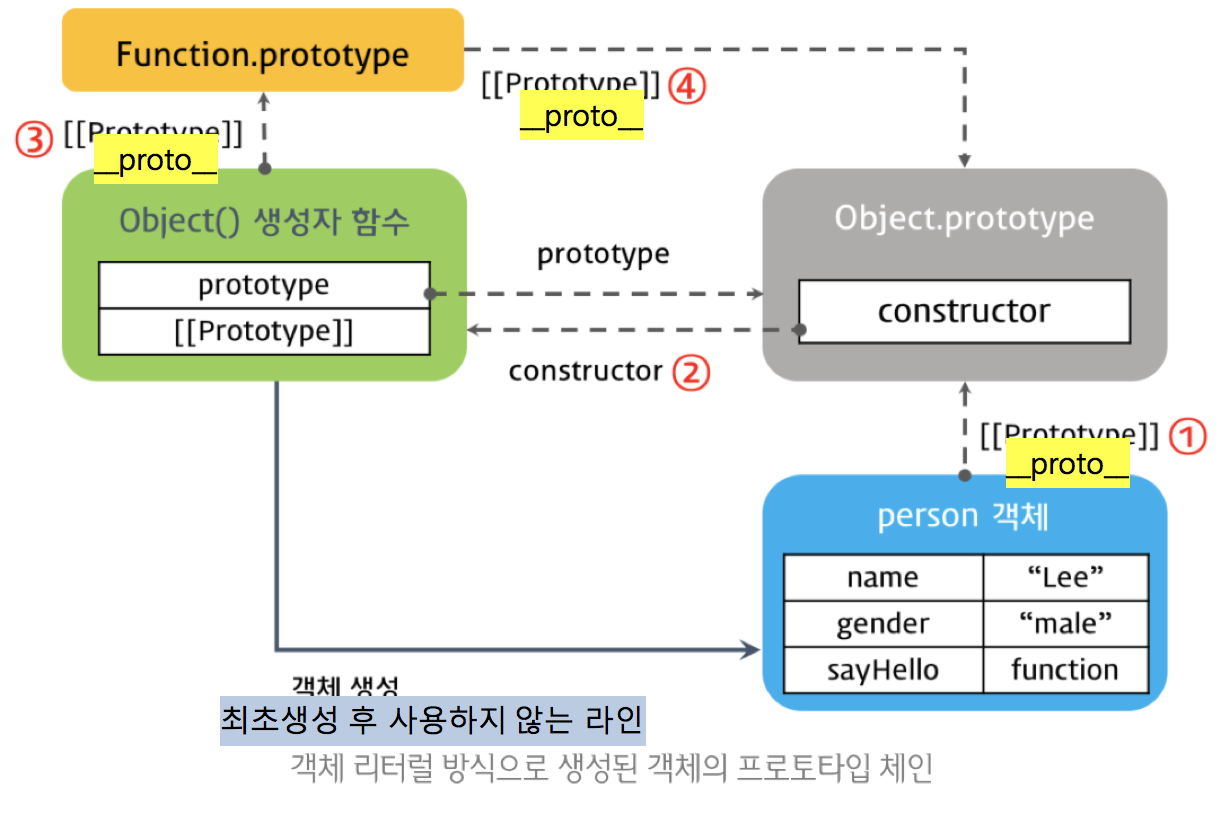 Function.prototype
[[Prototype]] ④
__proto__
③ [[Prototype]]
__proto__
Object() 생성자 함수
prototype
[[Prototype]]
prototype
constructor ②
Object.prototype
constructor
[[Prototype]] ①
__proto__
person 객체
name “Lee”
gender “male”
sayHello function
객체 생성
최초생성 후 사용하지 않는 라인
객체 리터럴 방식으로 생성된 객체의 프로토타입 체인